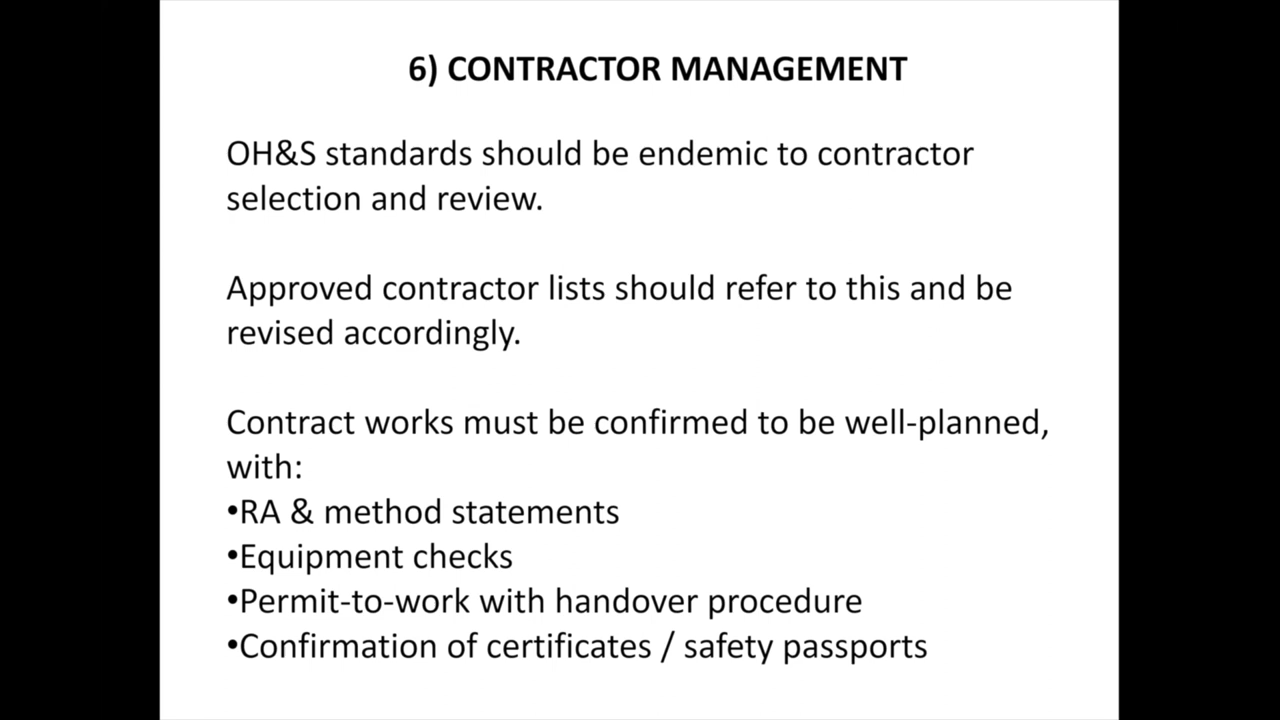 6) CONTRACTOR MANAGEMENT
OH&S standards should be endemic to contractor
selection and review.
Approved contractor lists should refer to this and be
revised accordingly.
Contract works must be confirmed to be well-planned,
with:
•RA & method statements
•Equipment checks
•Permit-to-work with handover procedure
•Confirmation of certificates / safety passports